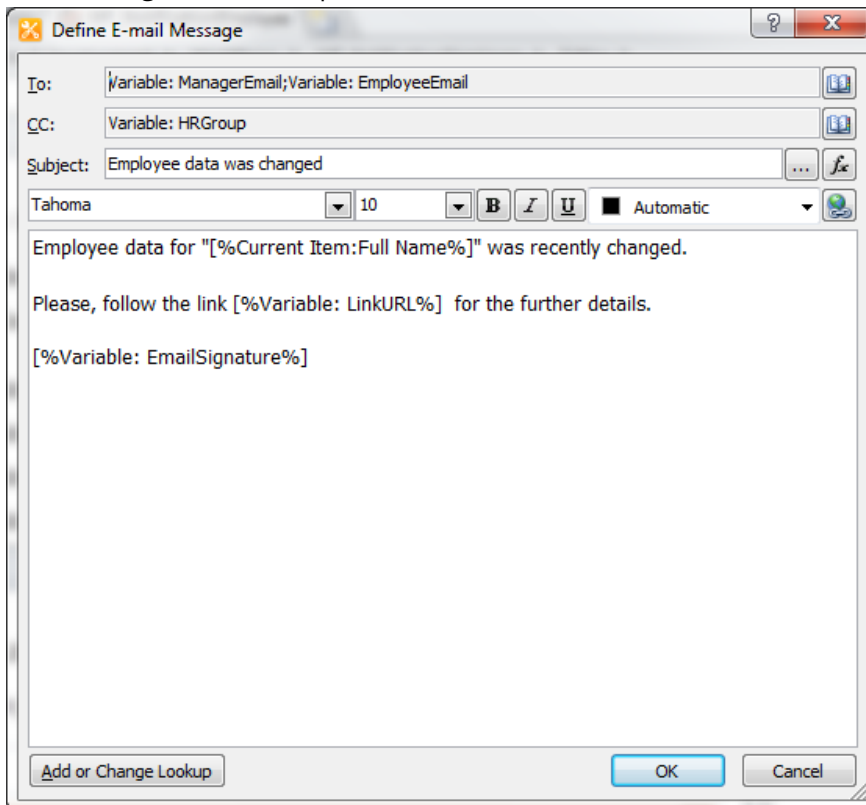 Define E-mail Message
To: Variable: ManagerEmail;Variable: EmployeeEmail
CC: Variable: HRGroup
Subject: Employee data was changed ... fx
Tahoma 10 B I U Automatic
Employee data for "[%Current Item:Full Name%]" was recently changed.
Please, follow the link [%Variable: LinkURL%]  for the further details.
[%Variable: EmailSignature%]
Add or Change Lookup OK Cancel